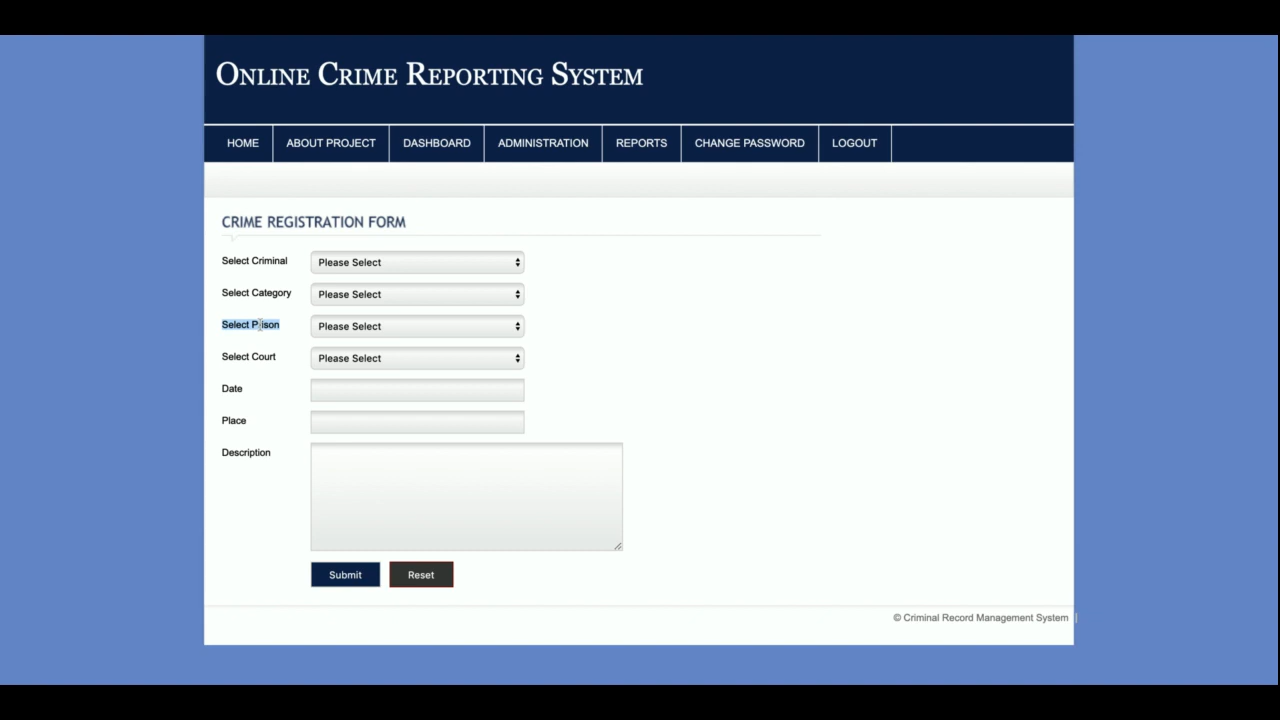 ONLINE CRIME REPORTING SYSTEM
HOME ABOUT PROJECT DASHBOARD ADMINISTRATION REPORTS CHANGE PASSWORD LOGOUT
CRIME REGISTRATION FORM
Select Criminal Please Select
Select Category Please Select
Select Prison Please Select
Select Court Please Select
Date
Place
Description
Submit Reset
© Criminal Record Management System |